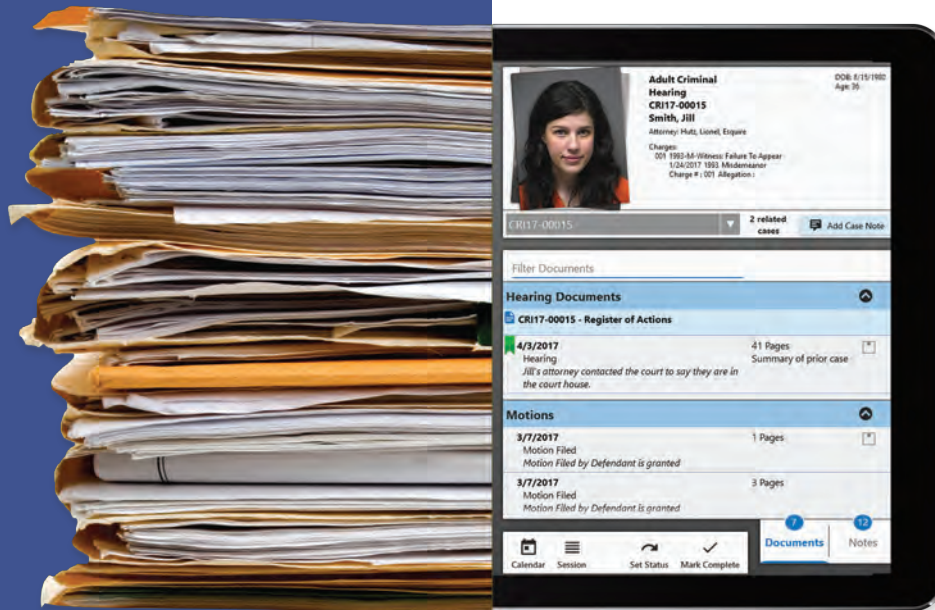 Adult Criminal
Hearing
CRI17-00015
Smith, Jill
Attorney: Hutz, Lionel, Esquire
Charges:
001 1993-M-Witness: Failure To Appear
1/24/2017 1993 Misdemeanor
Charge # : 001 Allegation :
DOB: 8/15/1980
Age: 36
CRI17-00015
2 related
cases
Add Case Note
Filter Documents
Hearing Documents
CRI17-00015 - Register of Actions
4/3/2017
41 Pages
Hearing
Summary of prior case
Jill's attorney contacted the court to say they are in
the court house.
Motions
3/7/2017
1 Pages
Motion Filed
Motion Filed by Defendant is granted
3/7/2017
3 Pages
Motion Filed
Motion Filed by Defendant is granted
Calendar
Session
Set Status
Mark Complete
7
Documents
12
Notes